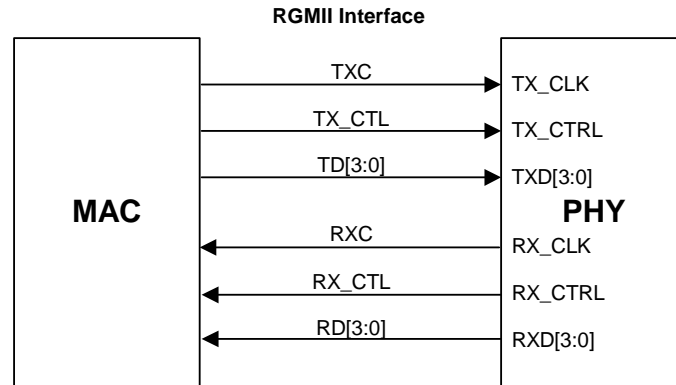 RGMII Interface
TXC
TX_CLK
TX_CTL
TX_CTRL
TD[3:0]
TXD[3:0]
MAC
PHY
RXC
RX_CLK
RX_CTL
RX_CTRL
RD[3:0]
RXD[3:0]